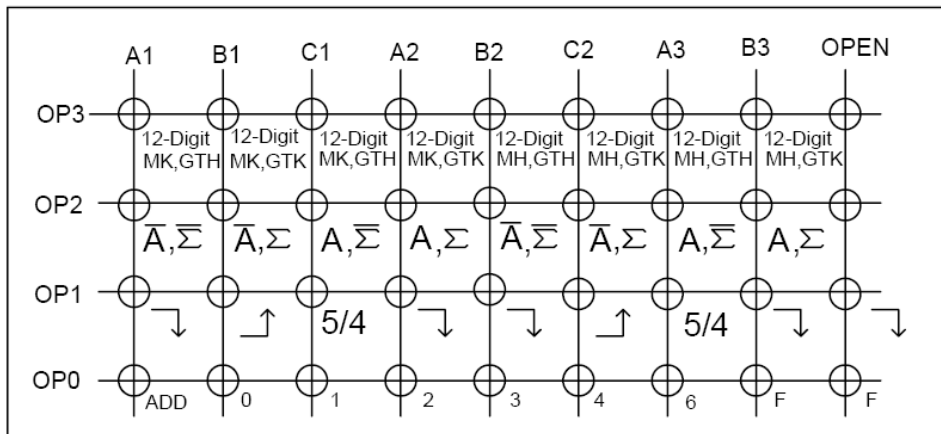 A1 B1 C1 A2 B2 C2 A3 B3 OPEN
OP3
12-Digit 12-Digit 12-Digit 12-Digit 12-Digit 12-Digit 12-Digit 12-Digit
MK,GTH MK,GTK MK,GTH MK,GTK MH,GTH MH,GTK MH,GTH MH,GTK
OP2
A̅,Σ̅ A̅,Σ A,Σ̅ A,Σ A̅,Σ̅ A̅,Σ A,Σ̅ A,Σ
OP1
5/4 5/4
OP0
ADD 0 1 2 3 4 6 F F